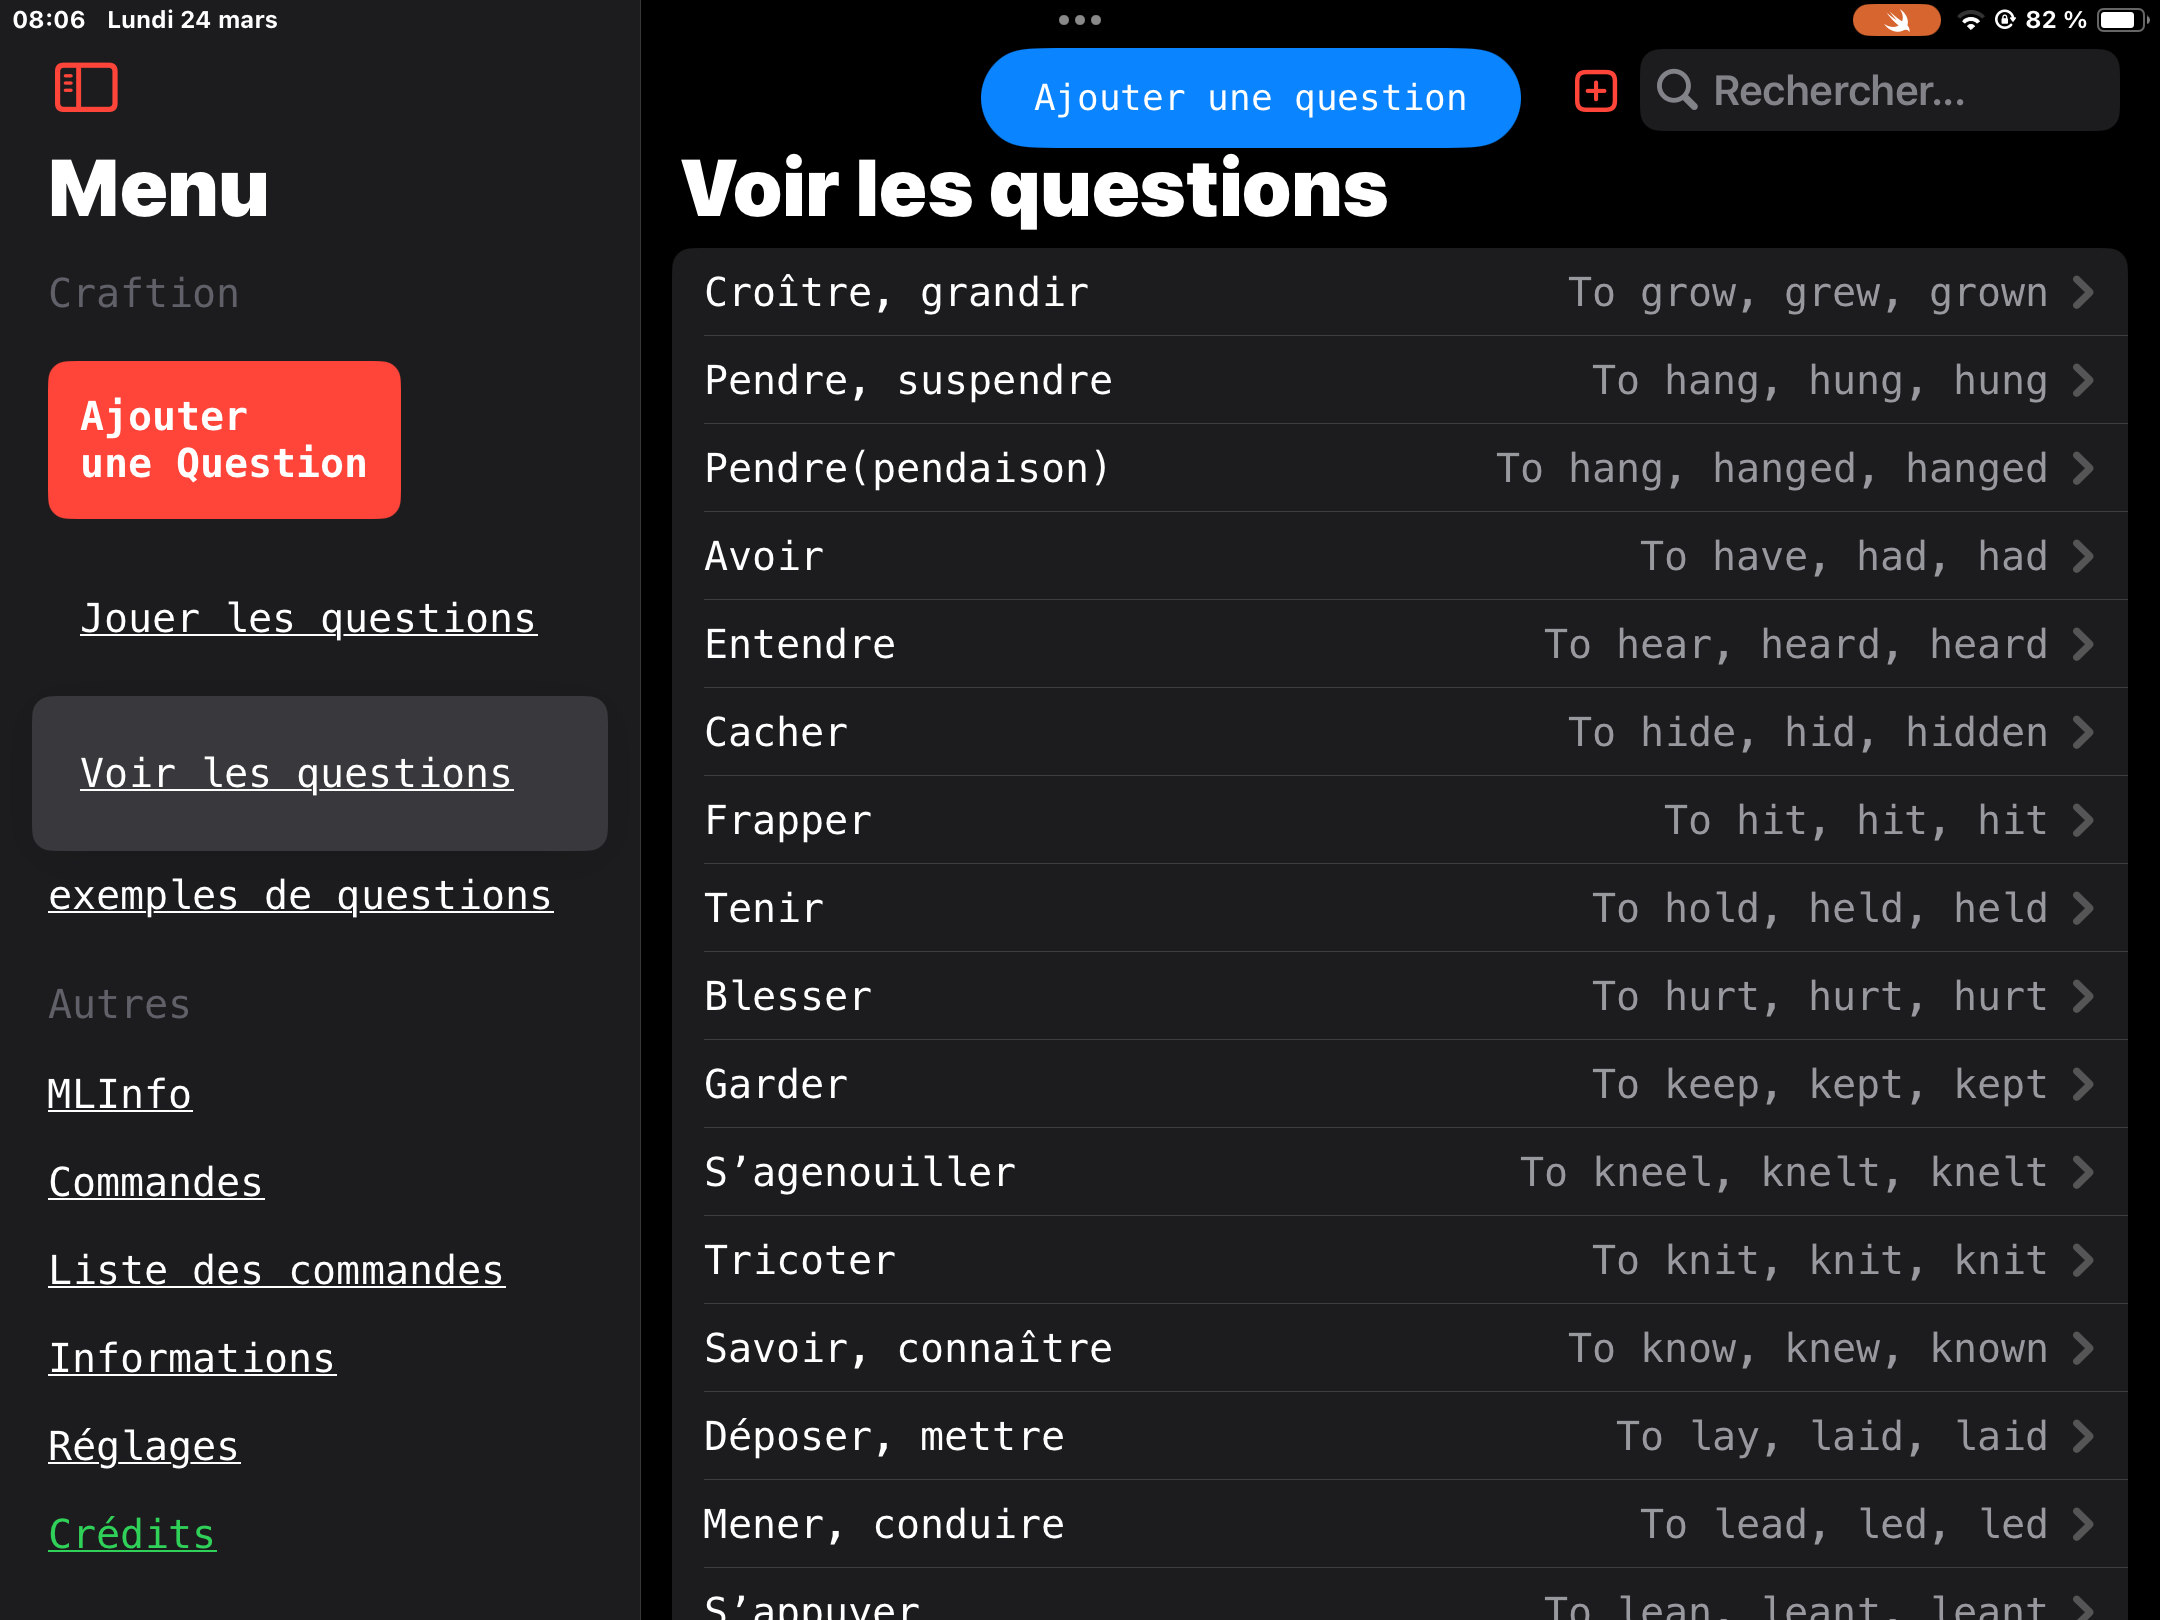 08:06 Lundi 24 mars
82 %
Menu
Craftion
Ajouter
une Question
Jouer les questions
Voir les questions
exemples de questions
Autres
MLInfo
Commandes
Liste des commandes
Informations
Réglages
Crédits
Ajouter une question
Rechercher...
Voir les questions
Croître, grandir To grow, grew, grown
Pendre, suspendre To hang, hung, hung
Pendre(pendaison) To hang, hanged, hanged
Avoir To have, had, had
Entendre To hear, heard, heard
Cacher To hide, hid, hidden
Frapper To hit, hit, hit
Tenir To hold, held, held
Blesser To hurt, hurt, hurt
Garder To keep, kept, kept
S’agenouiller To kneel, knelt, knelt
Tricoter To knit, knit, knit
Savoir, connaître To know, knew, known
Déposer, mettre To lay, laid, laid
Mener, conduire To lead, led, led
S’appuyer To lean, leant, leant